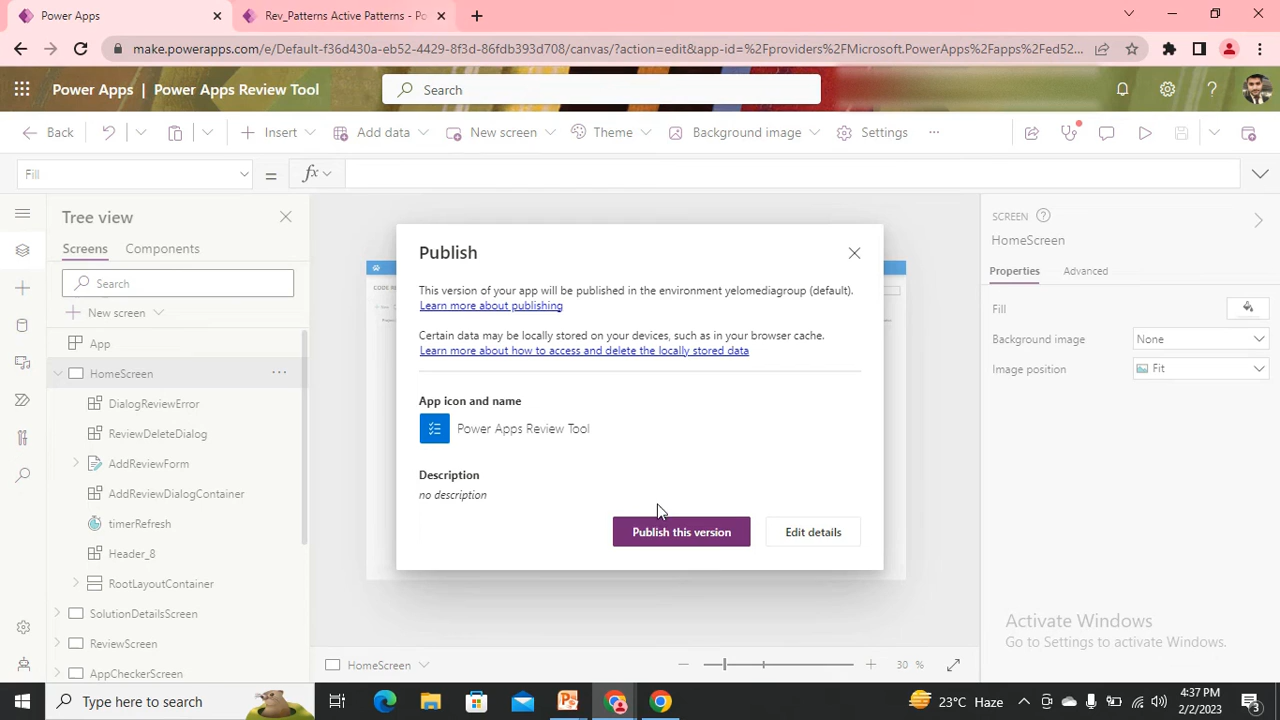 Power Apps
Rev_Patterns Active Patterns - Po
make.powerapps.com/e/Default-f36d430a-eb52-4429-8f3d-86fdb393d708/canvas/?action=edit&app-id=%2Fproviders%2FMicrosoft.PowerApps%2Fapps%2Fed52...
Power Apps | Power Apps Review Tool
Search
Back
Insert
Add data
New screen
Theme
Background image
Settings
Fill
=
fx
Tree view
Screens
Components
Search
New screen
App
HomeScreen
DialogReviewError
ReviewDeleteDialog
AddReviewForm
AddReviewDialogContainer
timerRefresh
Header_8
RootLayoutContainer
SolutionDetailsScreen
ReviewScreen
AppCheckerScreen
Publish
This version of your app will be published in the environment yelomediagroup (default).
Learn more about publishing
Certain data may be locally stored on your devices, such as in your browser cache.
Learn more about how to access and delete the locally stored data
App icon and name
Power Apps Review Tool
Description
no description
Publish this version
Edit details
SCREEN
HomeScreen
Properties
Advanced
Fill
Background image
None
Image position
Fit
Activate Windows
Go to Settings to activate Windows.
HomeScreen
30 %
Type here to search
23°C Haze
4:37 PM
2/2/2023
3